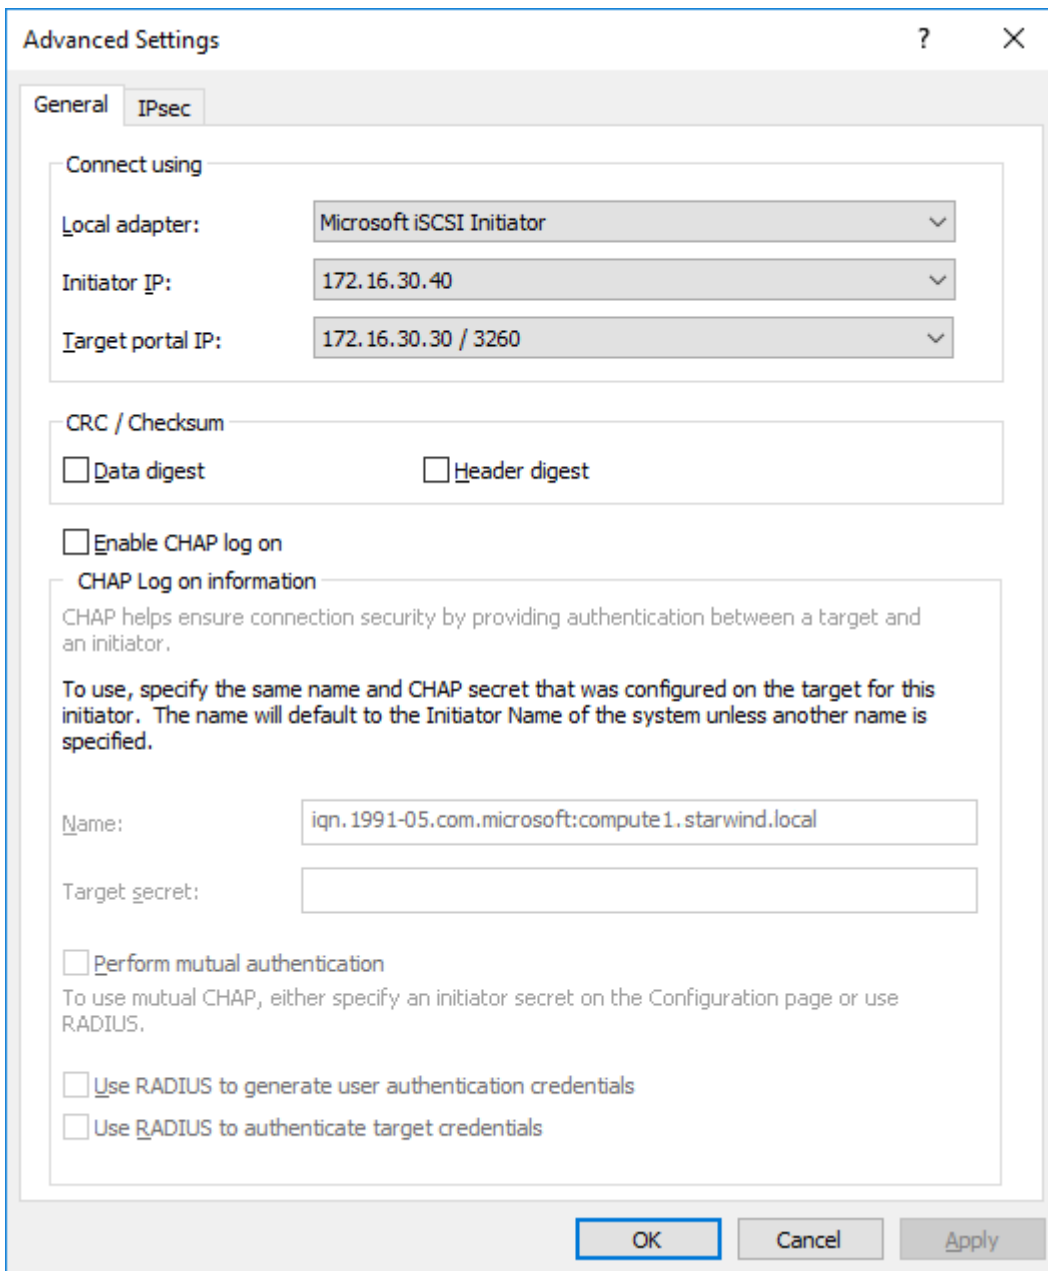 Advanced Settings
?
General
IPsec
Connect using
Local adapter:
Microsoft iSCSI Initiator
Initiator IP:
172.16.30.40
Target portal IP:
172.16.30.30 / 3260
CRC / Checksum
Data digest
Header digest
Enable CHAP log on
CHAP Log on information
CHAP helps ensure connection security by providing authentication between a target and
an initiator.
To use, specify the same name and CHAP secret that was configured on the target for this
initiator.  The name will default to the Initiator Name of the system unless another name is
specified.
Name:
iqn.1991-05.com.microsoft:compute1.starwind.local
Target secret:
Perform mutual authentication
To use mutual CHAP, either specify an initiator secret on the Configuration page or use
RADIUS.
Use RADIUS to generate user authentication credentials
Use RADIUS to authenticate target credentials
OK
Cancel
Apply